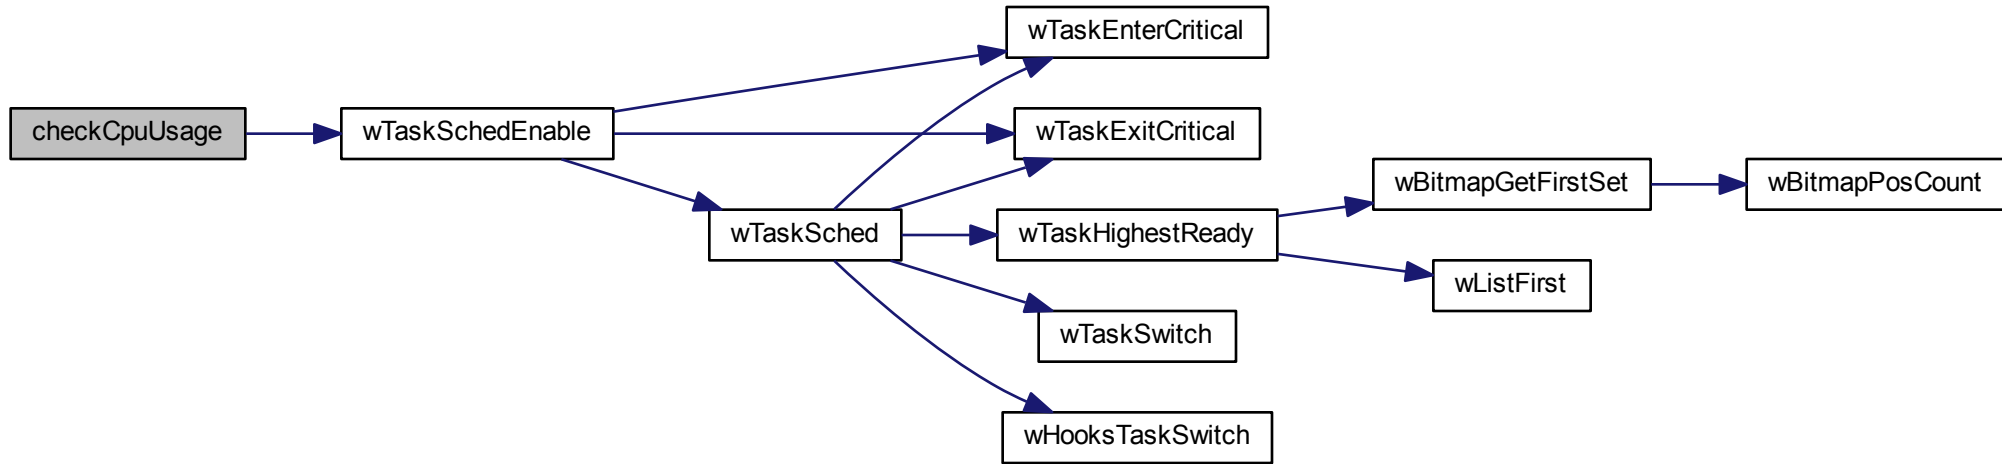 checkCpuUsage
wTaskSchedEnable
wTaskEnterCritical
wTaskExitCritical
wTaskSched
wTaskHighestReady
wBitmapGetFirstSet
wBitmapPosCount
wListFirst
wTaskSwitch
wHooksTaskSwitch